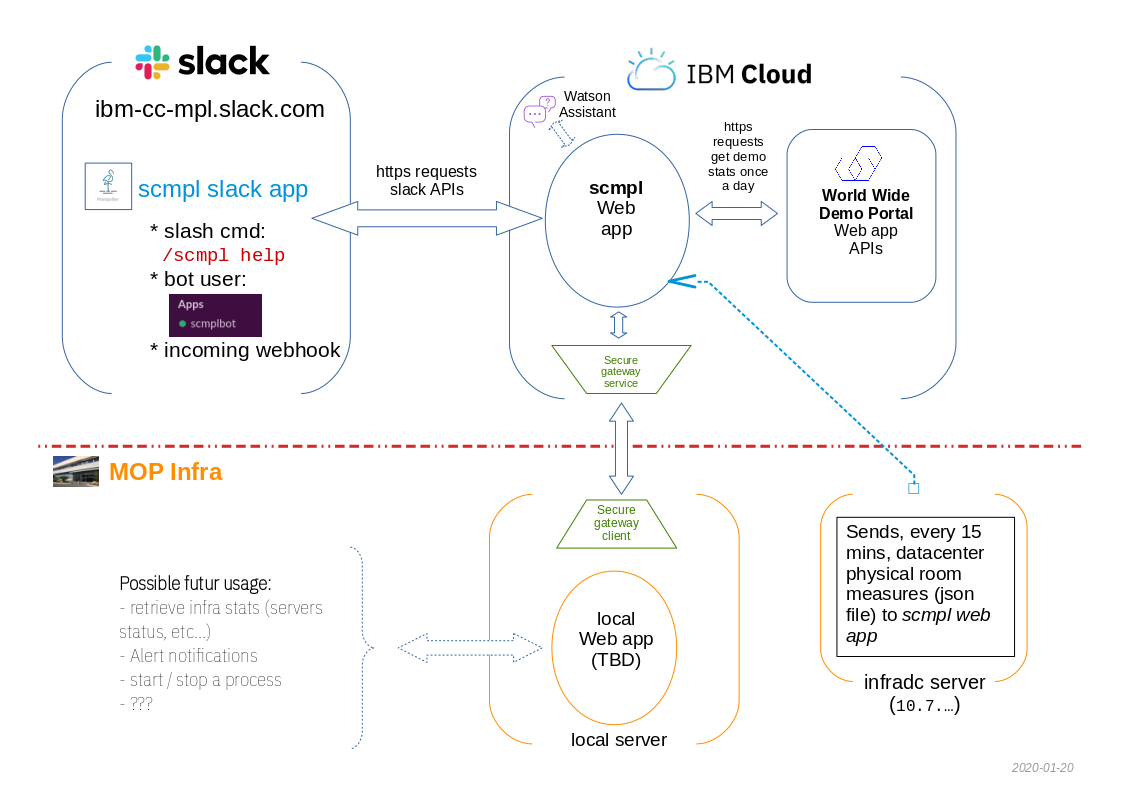 slack
ibm-cc-mpl.slack.com
scmpl slack app
* slash cmd:
/scmpl help
* bot user:
Apps
scmplbot
* incoming webhook
https requests
slack APIs
IBM Cloud
Watson
Assistant
?
scmpl
Web
app
https
requests
get demo
stats once
a day
World Wide
Demo Portal
Web app
APIs
Secure
gateway
service
MOP Infra
Secure
gateway
client
local
Web app
(TBD)
local server
Possible futur usage:
- retrieve infra stats (servers
status, etc...)
- Alert notifications
- start / stop a process
- ???
Sends, every 15
mins, datacenter
physical room
measures (json
file) to scmpl web
app
infradc server
(10.7.…)
2020-01-20